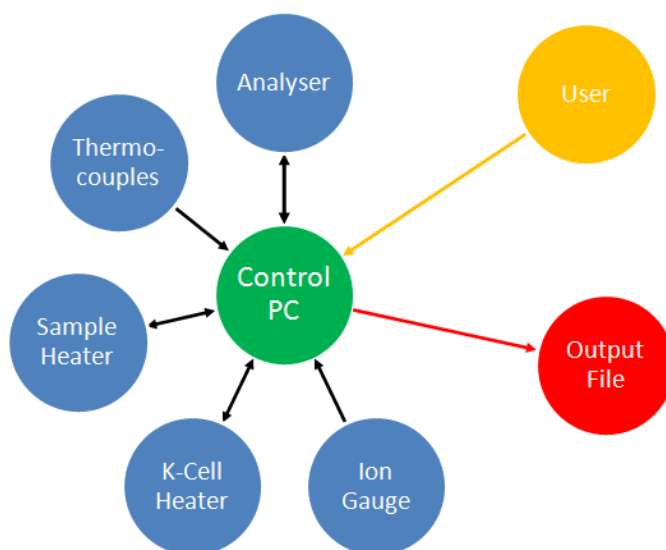 Analyser
User
Thermo-
couples
Control
PC
Sample
Heater
Output
File
K-Cell
Heater
Ion
Gauge